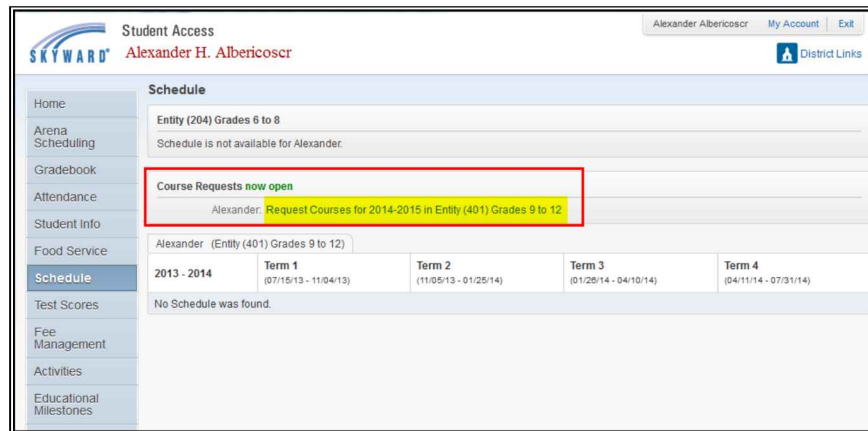 SKYWARD®
Student Access
Alexander H. Albericoscr
Alexander Albericoscr My Account Exit
District Links
Home
Arena
Scheduling
Gradebook
Attendance
Student Info
Food Service
Schedule
Test Scores
Fee
Management
Activities
Educational
Milestones
Schedule
Entity (204) Grades 6 to 8
Schedule is not available for Alexander.
Course Requests now open
Alexander: Request Courses for 2014-2015 in Entity (401) Grades 9 to 12
Alexander (Entity (401) Grades 9 to 12)
2013 - 2014 Term 1 Term 2 Term 3 Term 4
(07/15/13 - 11/04/13) (11/05/13 - 01/25/14) (01/26/14 - 04/10/14) (04/11/14 - 07/31/14)
No Schedule was found.